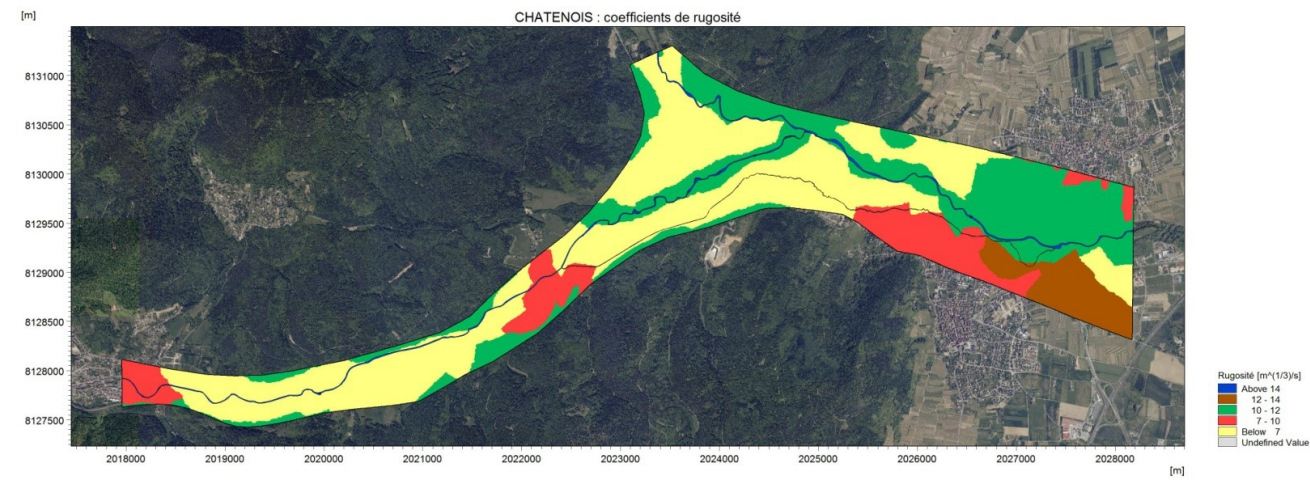 [m]
CHATENOIS : coefficients de rugosité
8131000
8130500
8130000
8129500
8129000
8128500
8128000
8127500
2018000 2019000 2020000 2021000 2022000 2023000 2024000 2025000 2026000 2027000 2028000
[m]
Rugosité [m^(1/3)/s]
Above 14
12 - 14
10 - 12
7 - 10
Below 7
Undefined Value